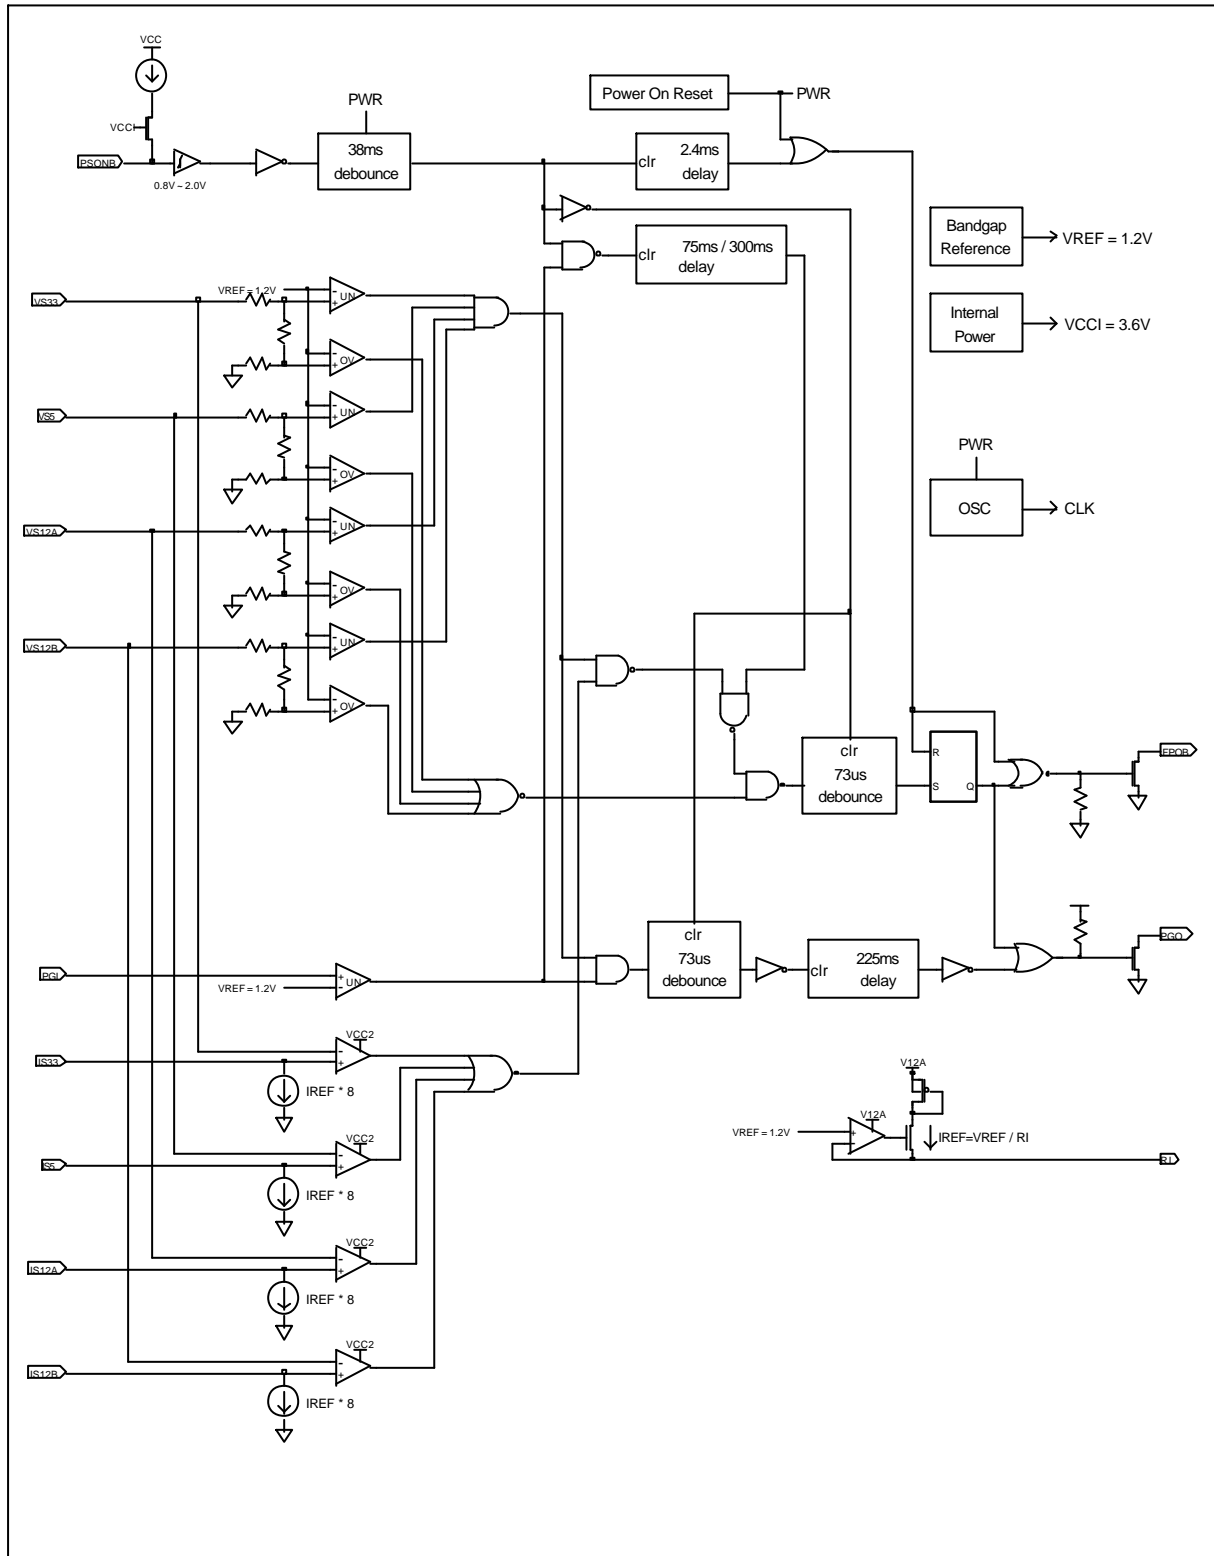 VCC
VCCI
PSONB
0.8V ~ 2.0V
PWR
38ms
debounce
Power On Reset
PWR
clr
2.4ms
delay
clr
75ms / 300ms
delay
Bandgap
Reference
VREF = 1.2V
Internal
Power
VCCI = 3.6V
PWR
OSC
CLK
VS33
VREF = 1.2V
-
+
UN
-
+
OV
VS5
-
+
UN
-
+
OV
VS12A
-
+
UN
-
+
OV
VS12B
-
+
UN
-
+
OV
clr
73us
debounce
R
S
Q
FPOB
PGI
VREF = 1.2V
+
-
UN
clr
73us
debounce
clr
225ms
delay
PGO
IS33
VCC2
-
+
IREF * 8
IS5
VCC2
-
+
IREF * 8
IS12A
VCC2
-
+
IREF * 8
IS12B
VCC2
-
+
IREF * 8
V12A
V12A
VREF = 1.2V
+
-
IREF=VREF / RI
RI